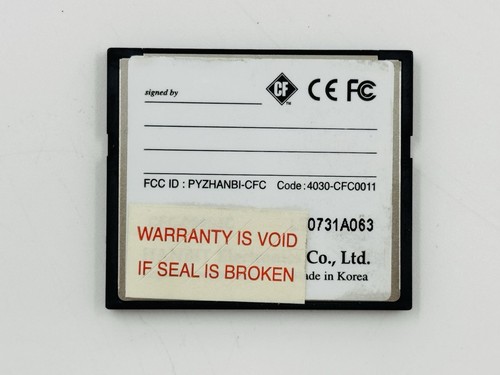 signed by
CF
CE FC
FCC ID : PYZHANBI-CFC Code : 4030-CFC0011
0731A063
WARRANTY IS VOID
IF SEAL IS BROKEN
Co., Ltd.
in Korea